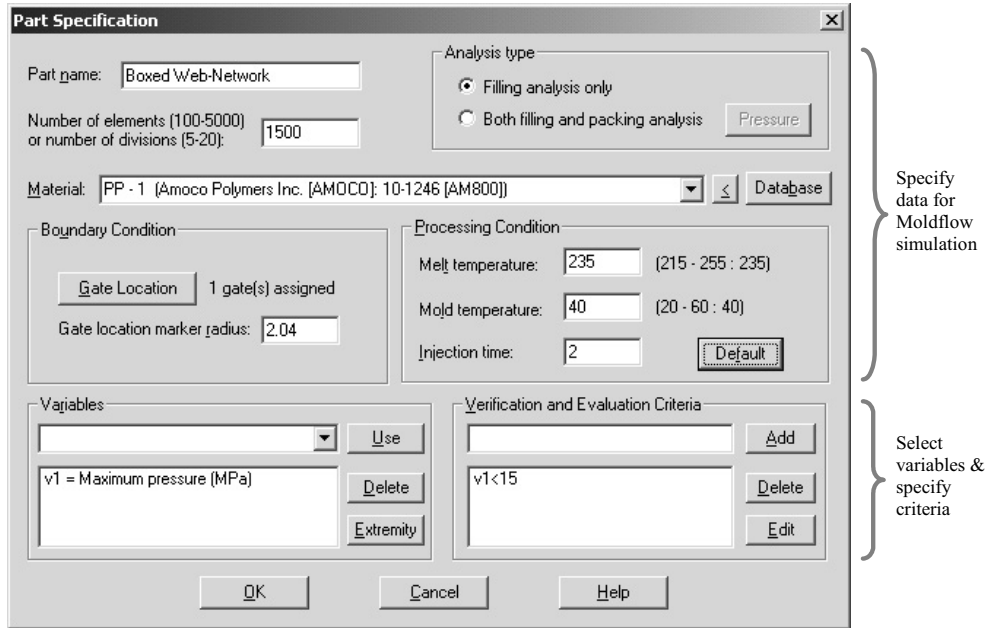 Part Specification
Part name: Boxed Web-Network
Number of elements (100-5000)
or number of divisions (5-20): 1500
Analysis type
Filling analysis only
Both filling and packing analysis Pressure
Material: PP - 1 (Amoco Polymers Inc. [AMOCO]: 10-1246 [AM800]) < Database
Boundary Condition
Gate Location 1 gate(s) assigned
Gate location marker radius: 2.04
Processing Condition
Melt temperature: 235 (215 - 255 : 235)
Mold temperature: 40 (20 - 60 : 40)
Injection time: 2 Default
Specify
data for
Moldflow
simulation
Variables
Use
v1 = Maximum pressure (MPa)
Delete
Extremity
Verification and Evaluation Criteria
Add
v1<15
Delete
Edit
Select
variables &
specify
criteria
OK Cancel Help